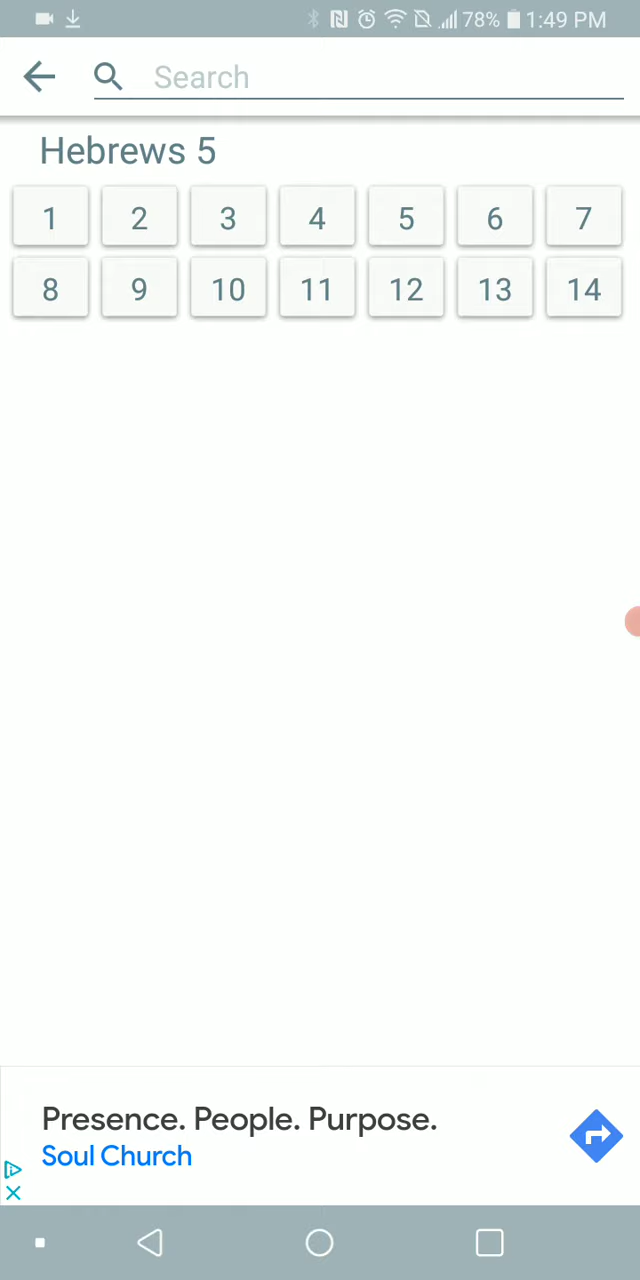 78% 1:49 PM
Search
Hebrews 5
1 2 3 4 5 6 7
8 9 10 11 12 13 14
Presence. People. Purpose.
Soul Church